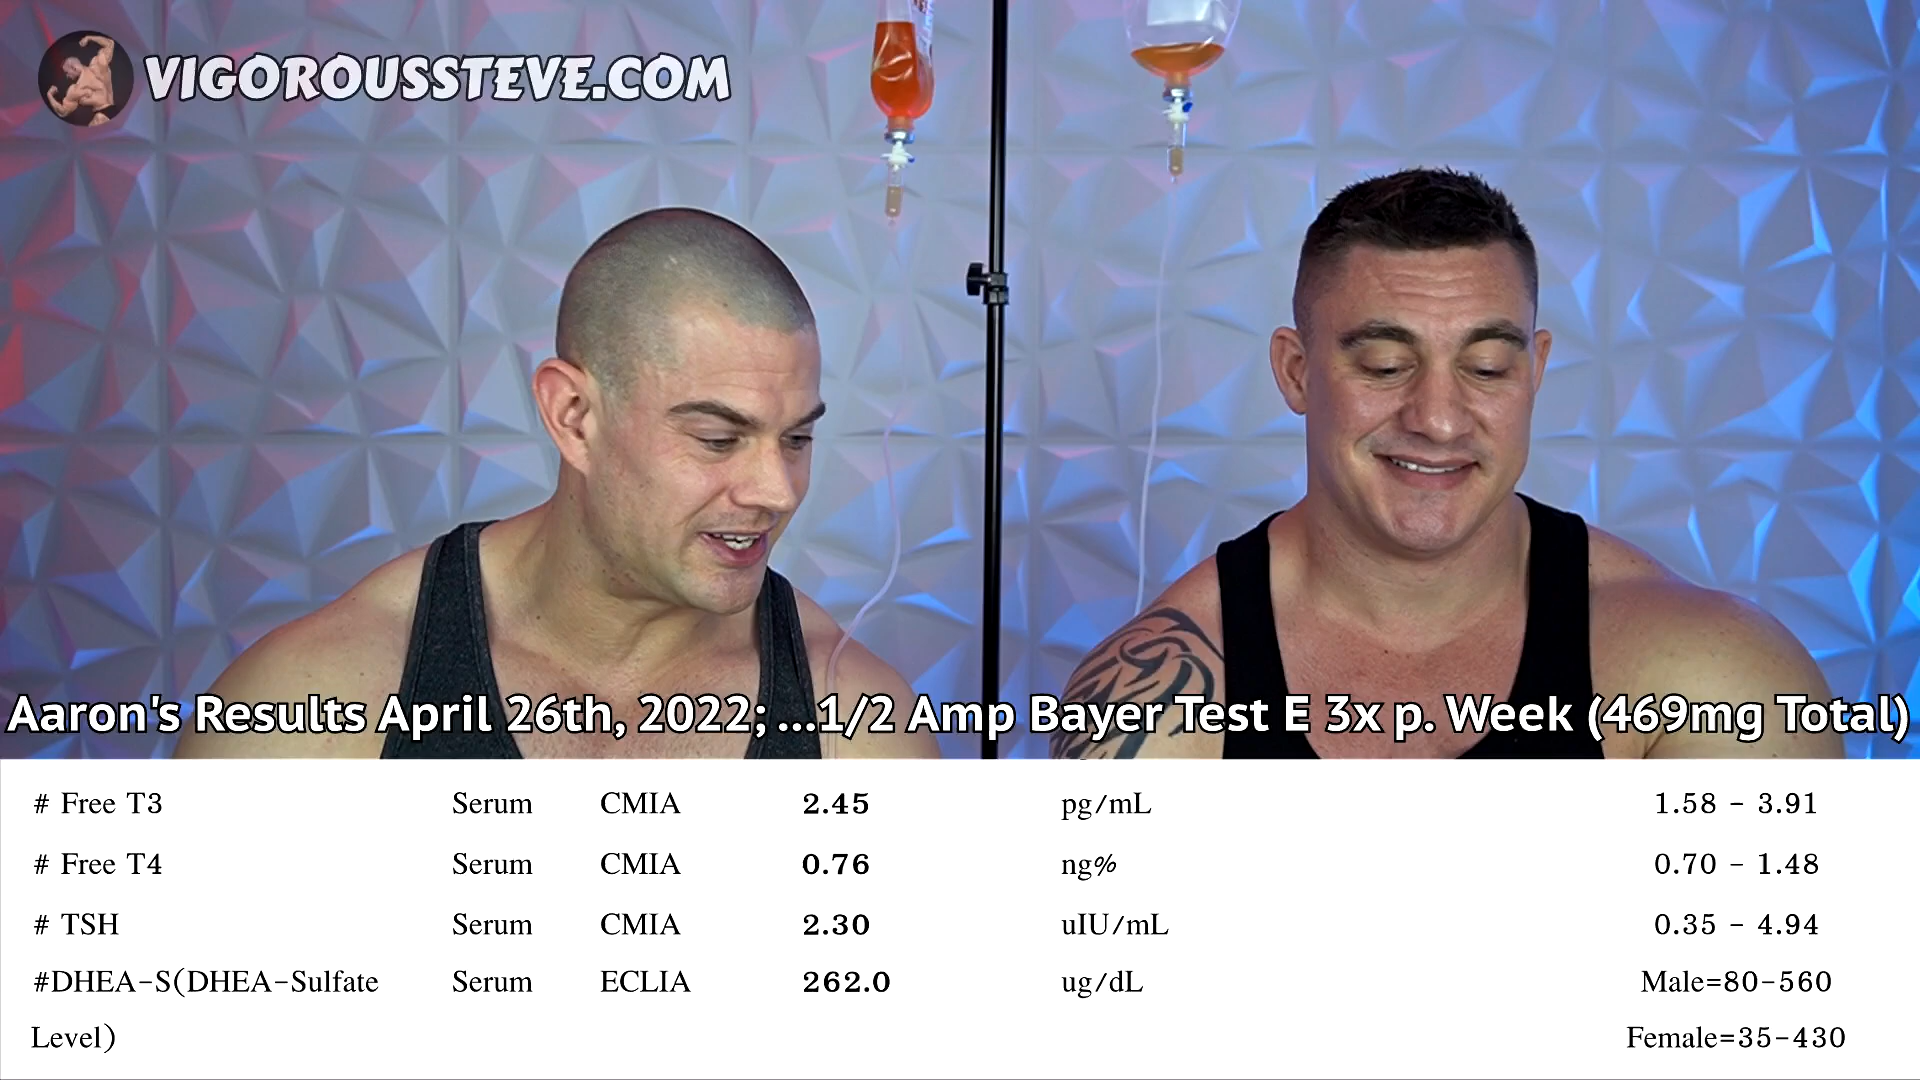 VIGOROUSSTEVE.COM
Aaron's Results April 26th, 2022; ...1/2 Amp Bayer Test E 3x p. Week (469mg Total)
# Free T3 Serum CMIA 2.45 pg/mL 1.58 - 3.91
# Free T4 Serum CMIA 0.76 ng% 0.70 - 1.48
# TSH Serum CMIA 2.30 uIU/mL 0.35 - 4.94
#DHEA-S(DHEA-Sulfate Serum ECLIA 262.0 ug/dL Male=80-560
Level) Female=35-430